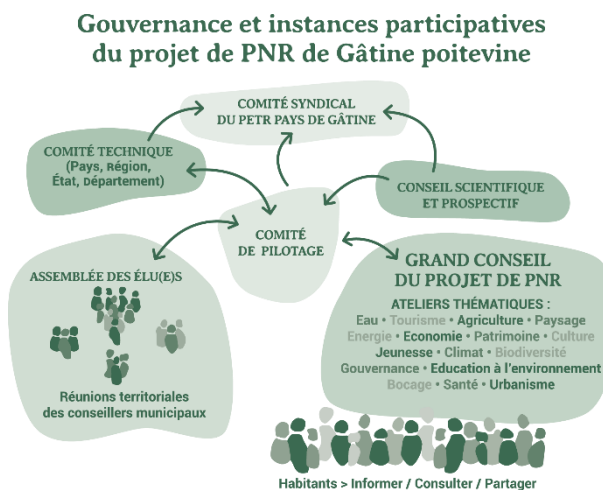 Gouvernance et instances participatives
du projet de PNR de Gâtine poitevine
COMITÉ SYNDICAL
DU PETR PAYS DE GÂTINE
COMITÉ TECHNIQUE
(Pays, Région,
État, Département)
CONSEIL SCIENTIFIQUE
ET PROSPECTIF
COMITÉ
DE PILOTAGE
ASSEMBLÉE DES ÉLU(E)S
Réunions territoriales
des conseillers municipaux
GRAND CONSEIL
DU PROJET DE PNR
ATELIERS THÉMATIQUES :
Eau • Tourisme • Agriculture • Paysage
Energie • Economie • Patrimoine • Culture
Jeunesse • Climat • Biodiversité
Gouvernance • Education à l'environnement
Bocage • Santé • Urbanisme
Habitants > Informer / Consulter / Partager